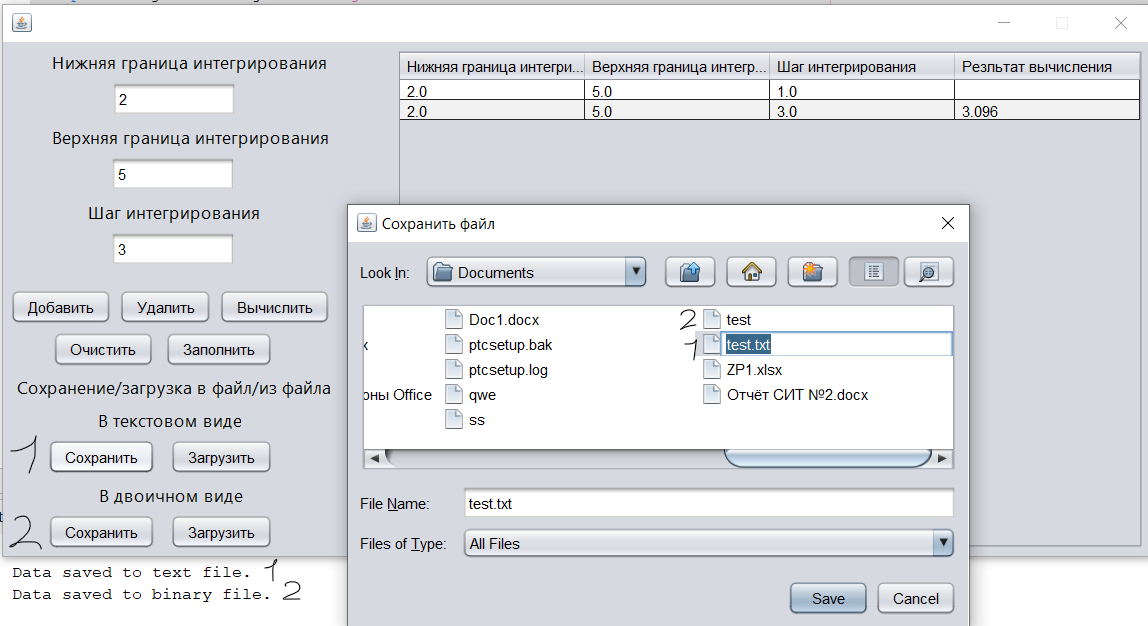 Нижняя граница интегрирования
2
Верхняя граница интегрирования
5
Шаг интегрирования
3
Добавить Удалить Вычислить
Очистить Заполнить
Сохранение/загрузка в файл/из файла
В текстовом виде
1 Сохранить Загрузить
В двоичном виде
2 Сохранить Загрузить
Нижняя граница интегри... Верхняя граница интегр... Шаг интегрирования Резльтат вычисления
2.0 5.0 1.0
2.0 5.0 3.0 3.096
Сохранить файл
Look In: Documents
Doc1.docx 2 test
к ptcsetup.bak 1 test.txt
ptcsetup.log ZP1.xlsx
оны Office qwe Отчёт СИТ №2.docx
ss
File Name: test.txt
Files of Type: All Files
Save Cancel
Data saved to text file. 1
Data saved to binary file. 2